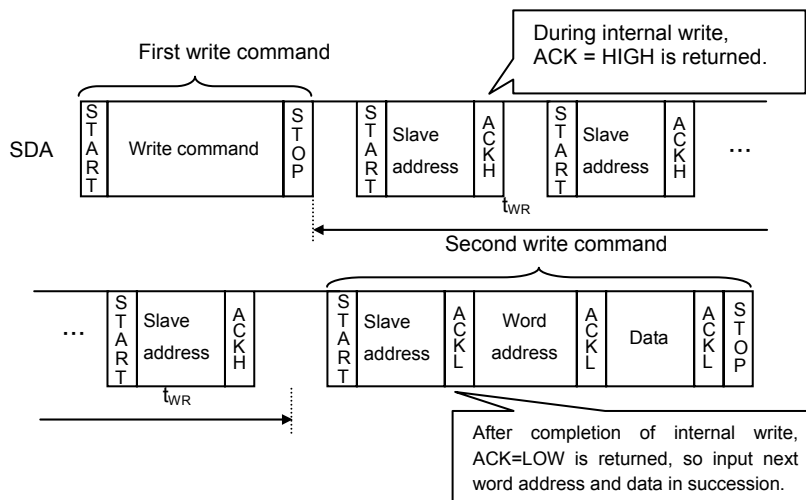 First write command
During internal write,
ACK = HIGH is returned.
SDA
START
Write command
STOP
START
Slave
address
ACKH
START
Slave
address
ACKH
…
tWR
Second write command
…
START
Slave
address
ACKH
START
Slave
address
ACKL
Word
address
ACKL
Data
ACKL
STOP
tWR
After completion of internal write,
ACK=LOW is returned, so input next
word address and data in succession.